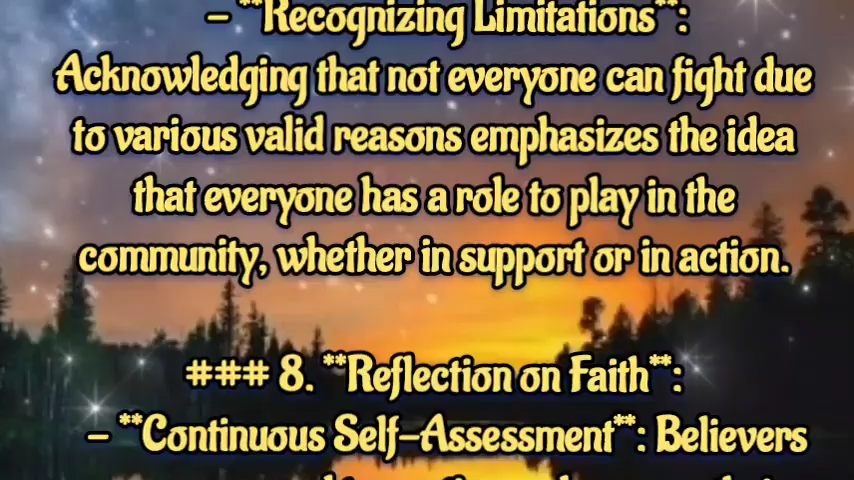 – **Recognizing Limitations**:
Acknowledging that not everyone can fight due
to various valid reasons emphasizes the idea
that everyone has a role to play in the
community, whether in support or in action.
### 8. **Reflection on Faith**:
– **Continuous Self-Assessment**: Believers